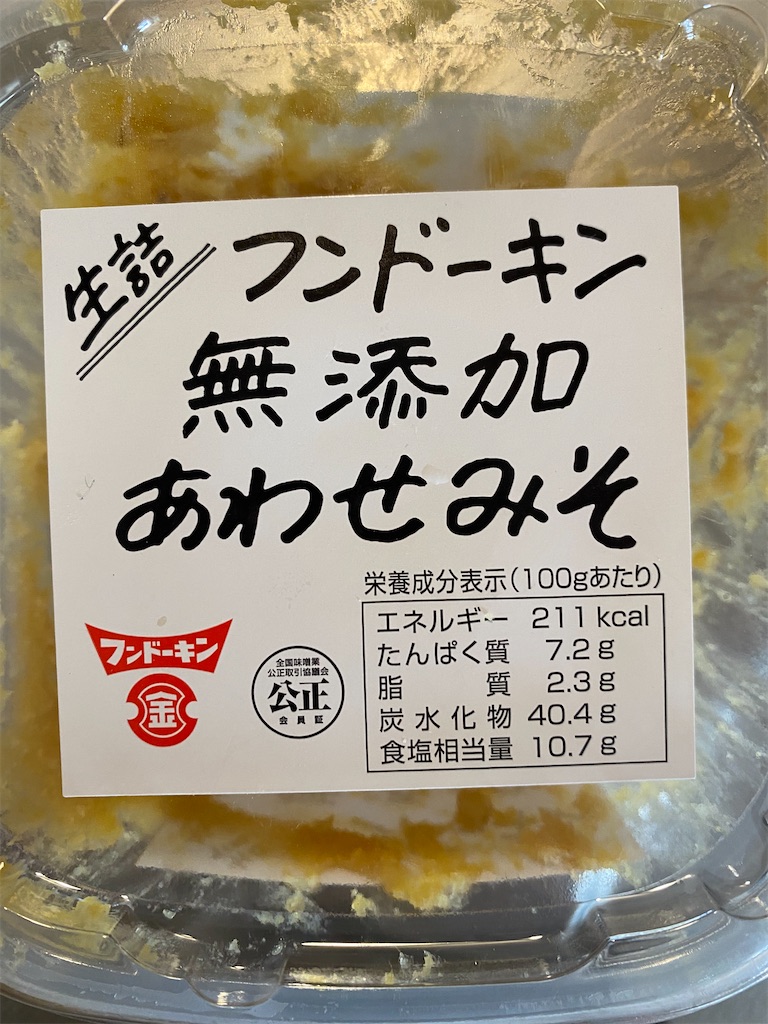 生詰
フンドーキン
無添加
あわせみそ
栄養成分表示(100gあたり)
エネルギー 211kcal
たんぱく質 7.2g
脂質 2.3g
炭水化物 40.4g
食塩相当量 10.7g
フンドーキン
金
全国味噌業
公正取引協議会
公正
会員証